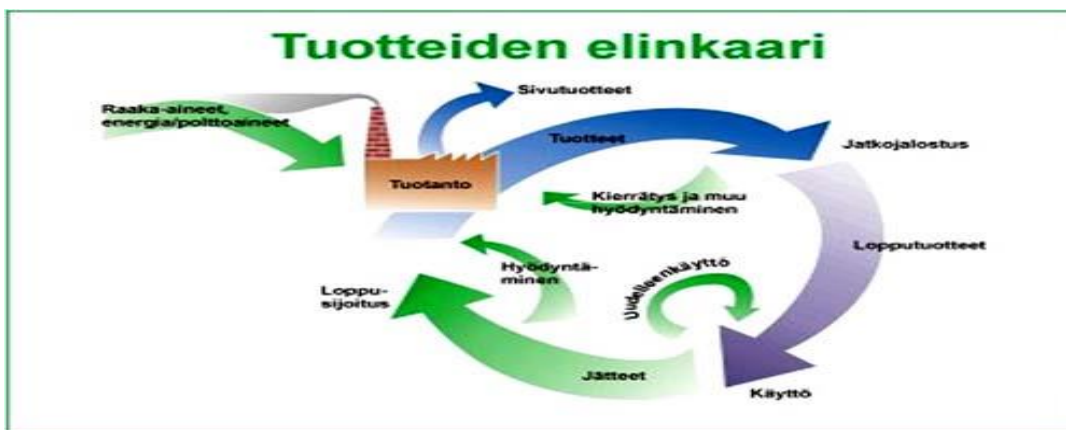 Tuotteiden elinkaari
Raaka-aineet,
energia/polttoaineet
Sivutuotteet
Tuotteet
Jatkojalostus
Tuotanto
Kierrätys ja muu
hyödyntäminen
Lopputuotteet
Uudelleenkäyttö
Hyödyntä-
minen
Loppu-
sijoitus
Jätteet
Käyttö